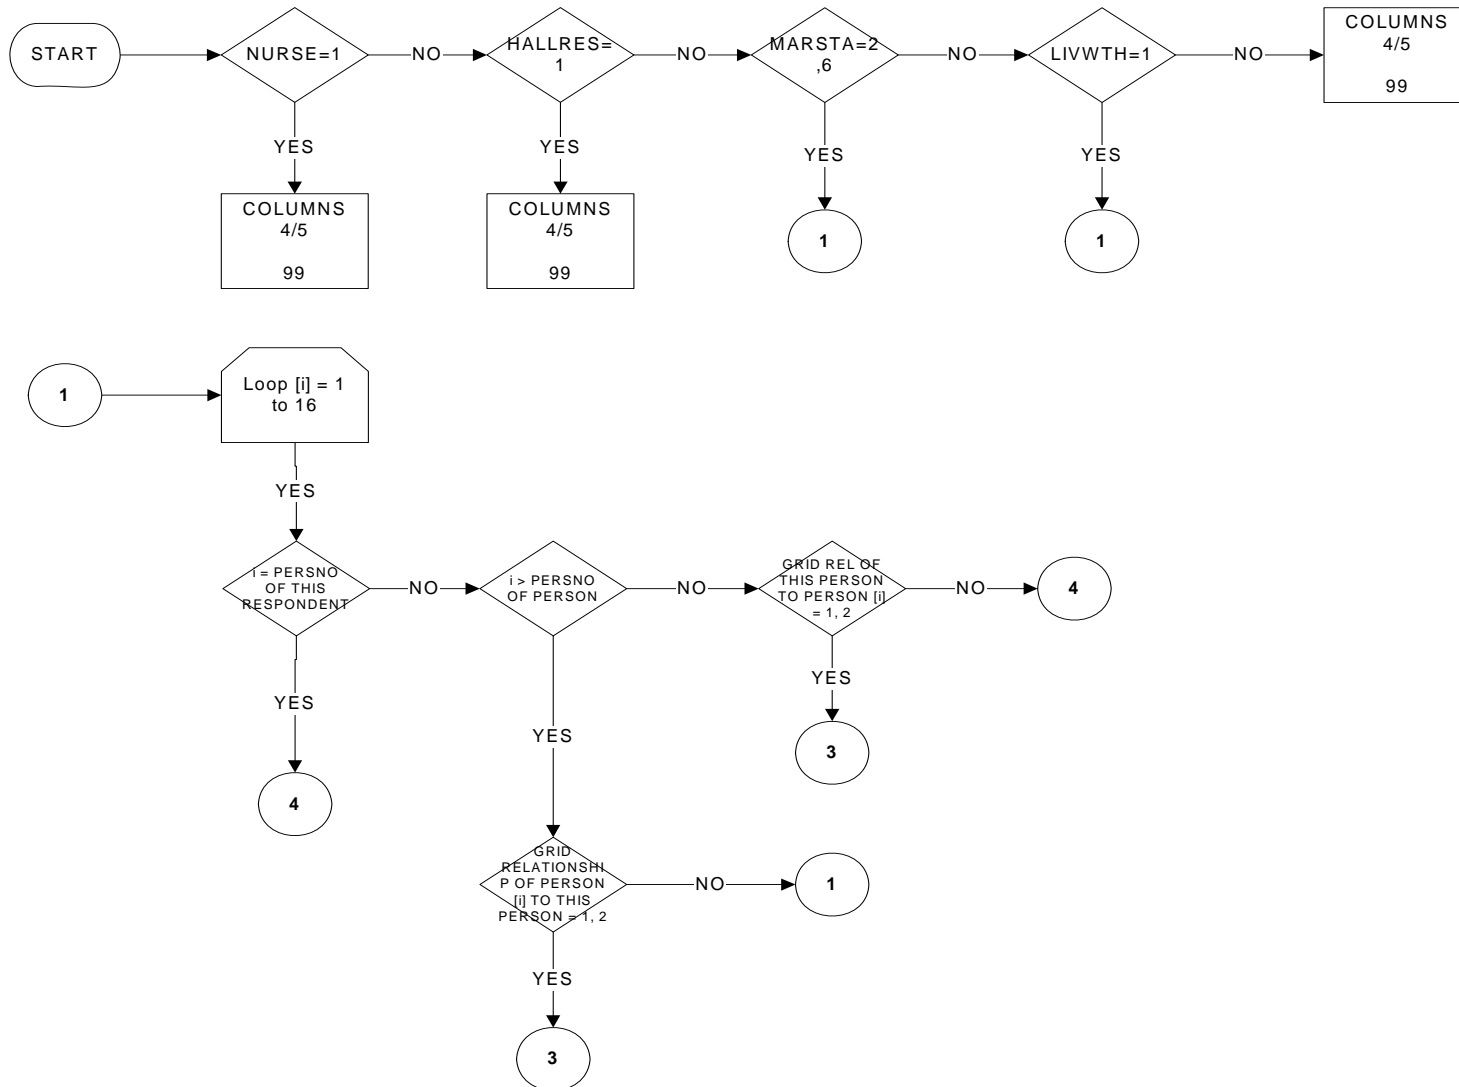 START
NURSE=1
NO
HALLRES=
1
NO
MARSTA=2
,6
NO
LIVWTH=1
NO
COLUMNS
4/5
99
YES
YES
YES
YES
COLUMNS
4/5
99
COLUMNS
4/5
99
1
1
1
Loop [i] = 1
to 16
YES
i = PERSNO
OF THIS
RESPONDENT
NO
i > PERSNO
OF PERSON
NO
GRID REL OF
THIS PERSON
TO PERSON [i]
= 1, 2
NO
4
YES
YES
YES
3
4
GRID
RELATIONSHI
P OF PERSON
[i] TO THIS
PERSON = 1, 2
NO
1
YES
3